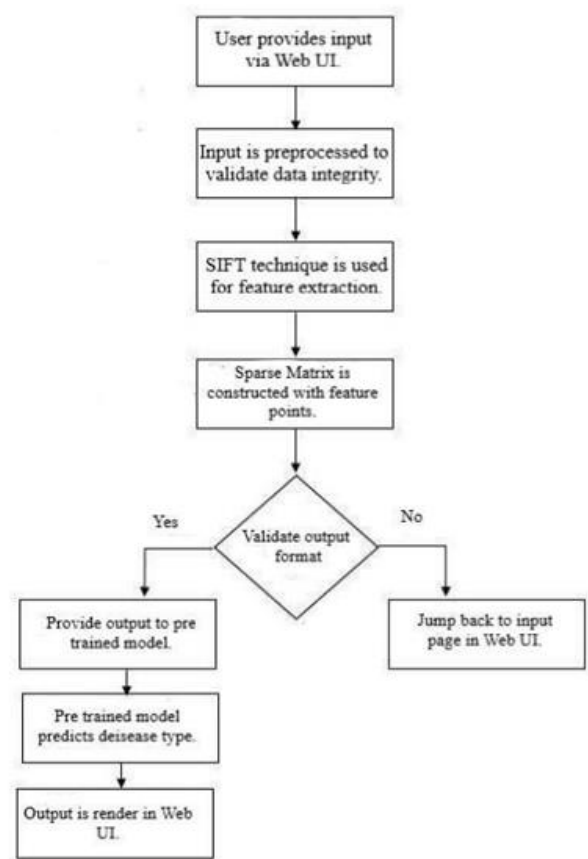 User provides input
via Web UI.
Input is preprocessed to
validate data integrity.
SIFT technique is used
for feature extraction.
Sparse Matrix is
constructed with feature
points.
Validate output
format
Yes
No
Provide output to pre
trained model.
Jump back to input
page in Web UI.
Pre trained model
predicts deisease type.
Output is render in Web
UI.